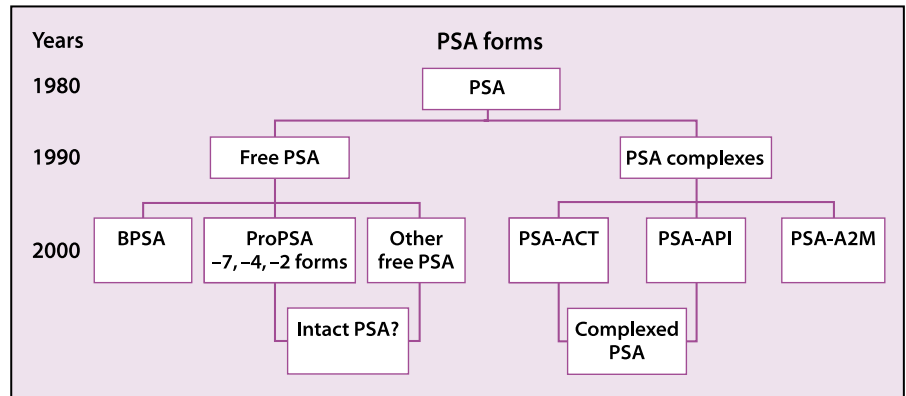 Years
PSA forms
1980
PSA
1990
Free PSA
PSA complexes
2000
BPSA
ProPSA
–7, –4, –2 forms
Other
free PSA
PSA-ACT
PSA-API
PSA-A2M
Intact PSA?
Complexed
PSA